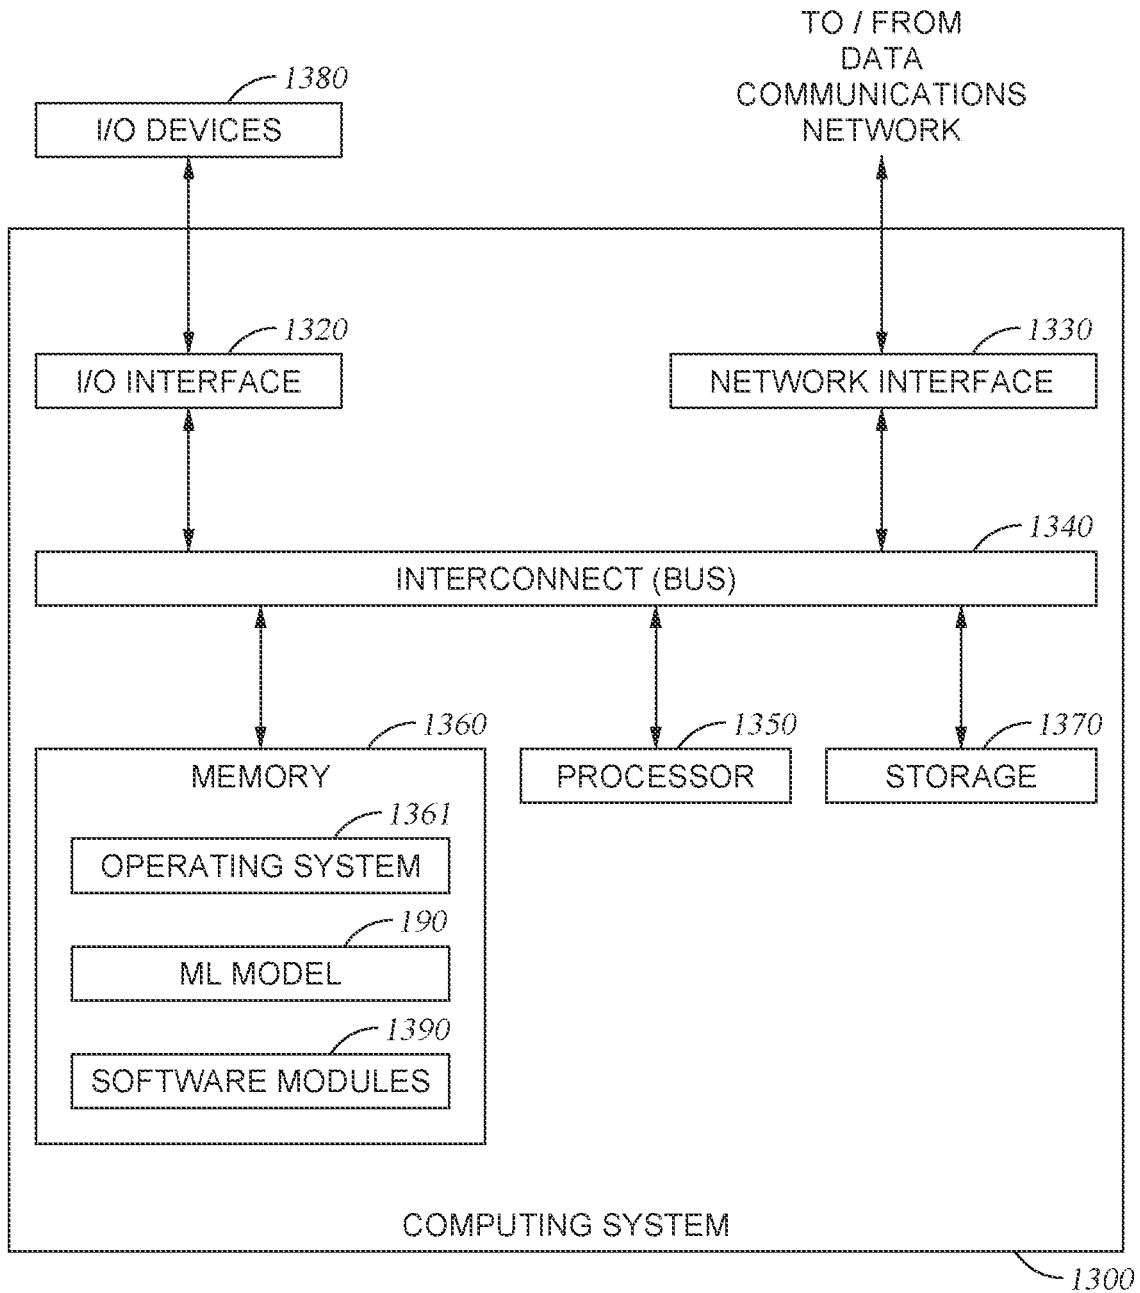 TO / FROM
DATA
COMMUNICATIONS
NETWORK
1380
I/O DEVICES
1320
I/O INTERFACE
1330
NETWORK INTERFACE
1340
INTERCONNECT (BUS)
1360
MEMORY
1350
PROCESSOR
1370
STORAGE
1361
OPERATING SYSTEM
190
ML MODEL
1390
SOFTWARE MODULES
COMPUTING SYSTEM
1300